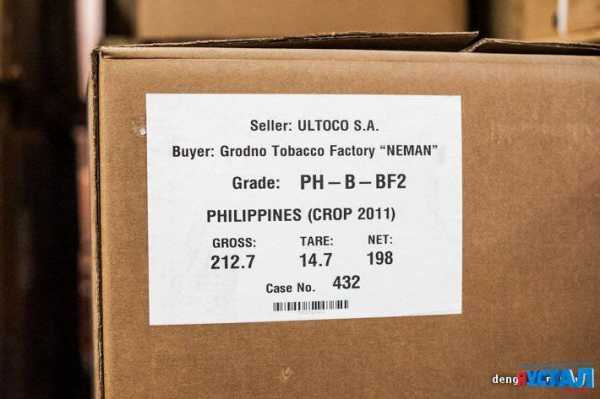 Seller: ULTOCO S.A.
Buyer: Grodno Tobacco Factory "NEMAN"
Grade: PH – B – BF2
PHILIPPINES (CROP 2011)
GROSS: TARE: NET:
212.7 14.7 198
Case No. 432